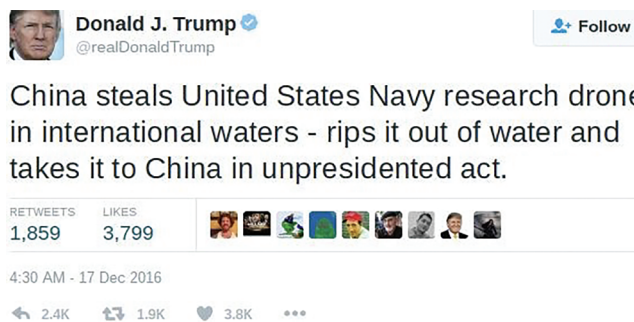 Donald J. Trump
@realDonaldTrump
Follow
China steals United States Navy research drone
in international waters - rips it out of water and
takes it to China in unpresidented act.
RETWEETS LIKES
1,859 3,799
4:30 AM - 17 Dec 2016
2.4K 1.9K 3.8K